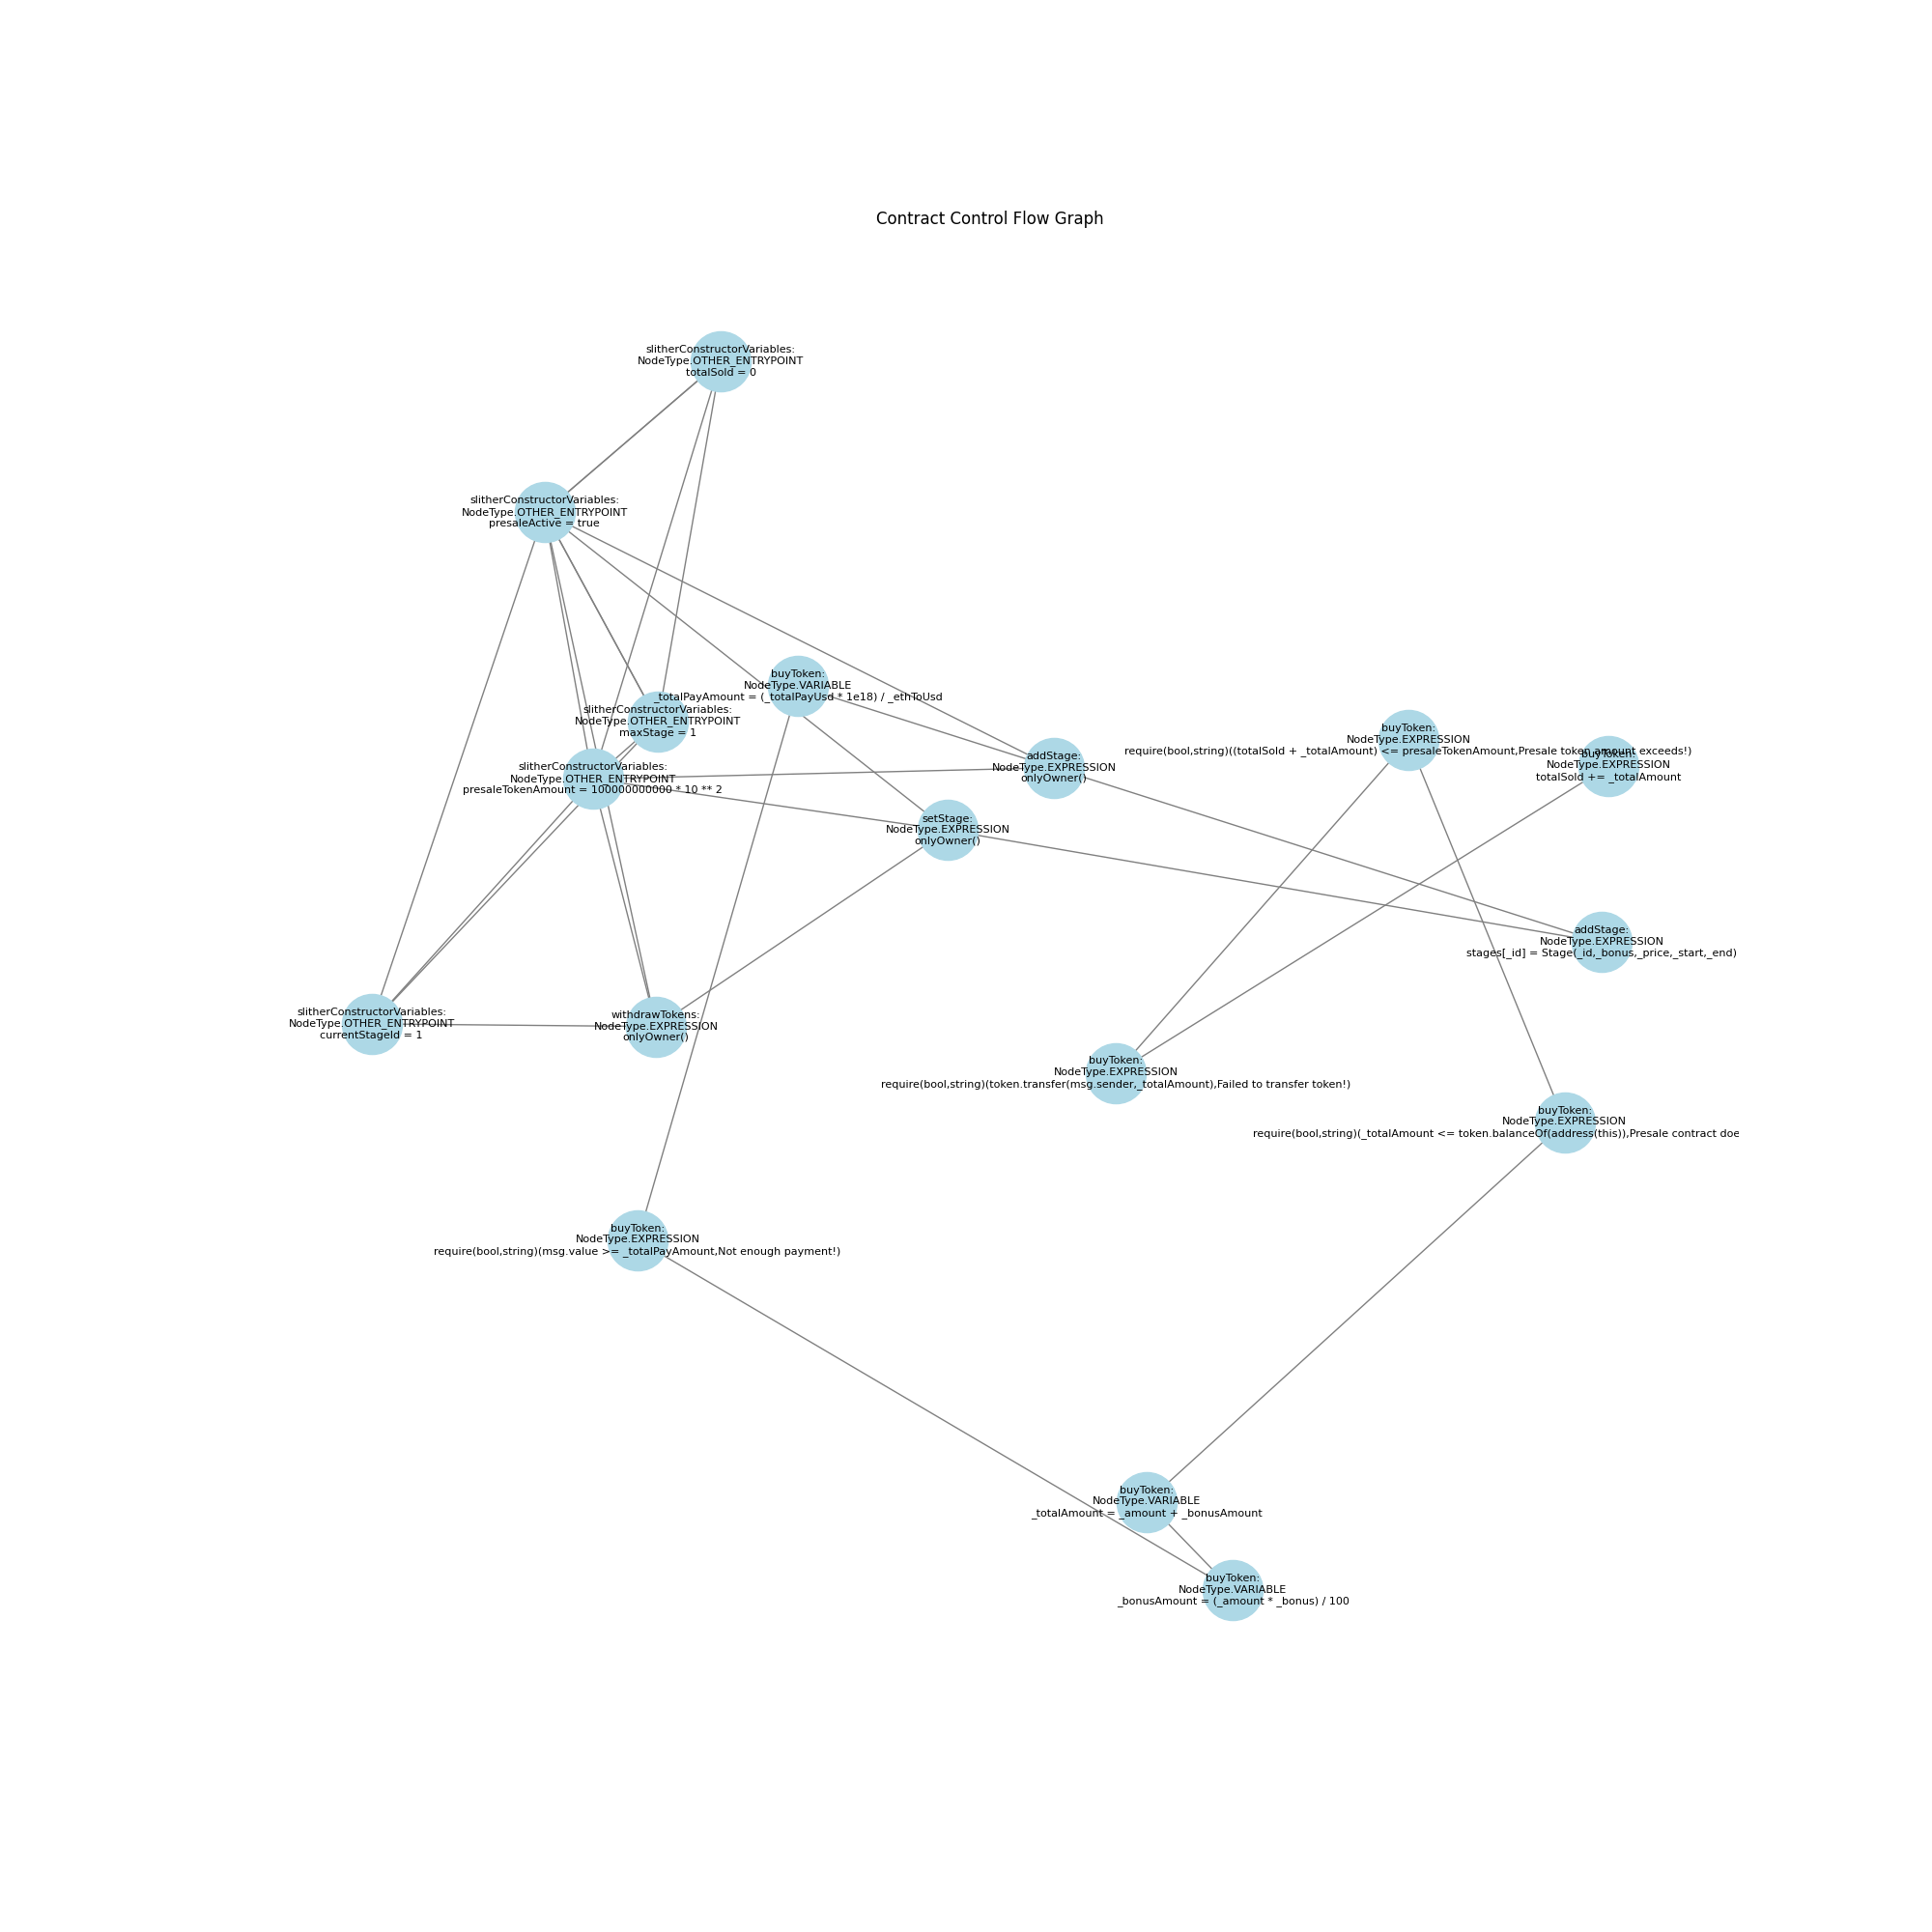 Contract Control Flow Graph
slitherConstructorVariables:
NodeType.OTHER_ENTRYPOINT
totalSold = 0
slitherConstructorVariables:
NodeType.OTHER_ENTRYPOINT
presaleActive = true
buyToken:
NodeType.VARIABLE
_totalPayAmount = (_totalPayUsd * 1e18) / _ethToUsd
slitherConstructorVariables:
NodeType.OTHER_ENTRYPOINT
maxStage = 1
buyToken:
NodeType.EXPRESSION
require(bool,string)((totalSold + _totalAmount) <= presaleTokenAmount,Presale token amount exceeds!)
buyToken:
NodeType.EXPRESSION
totalSold += _totalAmount
addStage:
NodeType.EXPRESSION
onlyOwner()
slitherConstructorVariables:
NodeType.OTHER_ENTRYPOINT
presaleTokenAmount = 100000000000 * 10 ** 2
setStage:
NodeType.EXPRESSION
onlyOwner()
addStage:
NodeType.EXPRESSION
stages[_id] = Stage(_id,_bonus,_price,_start,_end)
slitherConstructorVariables:
NodeType.OTHER_ENTRYPOINT
currentStageId = 1
withdrawTokens:
NodeType.EXPRESSION
onlyOwner()
buyToken:
NodeType.EXPRESSION
require(bool,string)(token.transfer(msg.sender,_totalAmount),Failed to transfer token!)
buyToken:
NodeType.EXPRESSION
require(bool,string)(_totalAmount <= token.balanceOf(address(this)),Presale contract doe
buyToken:
NodeType.EXPRESSION
require(bool,string)(msg.value >= _totalPayAmount,Not enough payment!)
buyToken:
NodeType.VARIABLE
_totalAmount = _amount + _bonusAmount
buyToken:
NodeType.VARIABLE
_bonusAmount = (_amount * _bonus) / 100